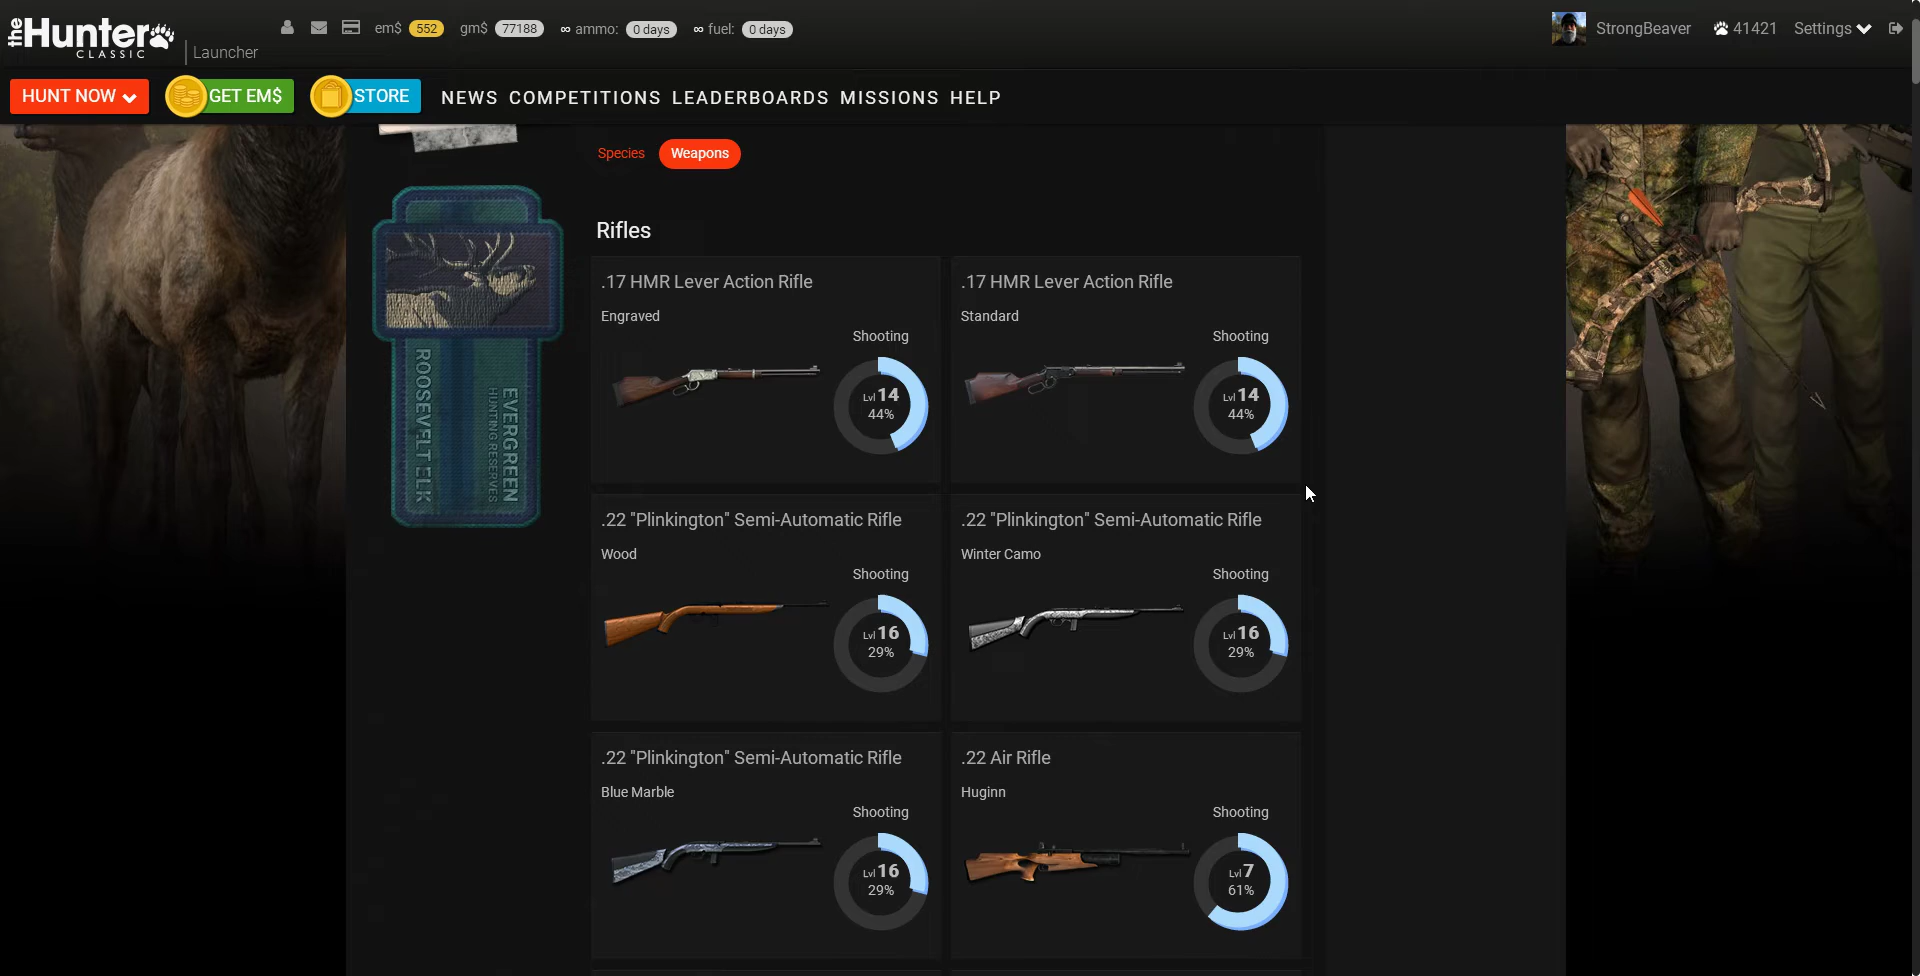 theHunter
CLASSIC
Launcher
em$ 552 gm$ 77188 ∞ ammo: 0 days ∞ fuel: 0 days
StrongBeaver 41421 Settings
HUNT NOW GET EM$ STORE NEWS COMPETITIONS LEADERBOARDS MISSIONS HELP
Species Weapons
ROOSEVELT ELK
EVERGREEN
HUNTING RESERVES
Rifles
.17 HMR Lever Action Rifle
Engraved
Shooting
Lvl 14
44%
.17 HMR Lever Action Rifle
Standard
Shooting
Lvl 14
44%
.22 "Plinkington" Semi-Automatic Rifle
Wood
Shooting
Lvl 16
29%
.22 "Plinkington" Semi-Automatic Rifle
Winter Camo
Shooting
Lvl 16
29%
.22 "Plinkington" Semi-Automatic Rifle
Blue Marble
Shooting
Lvl 16
29%
.22 Air Rifle
Huginn
Shooting
Lvl 7
61%